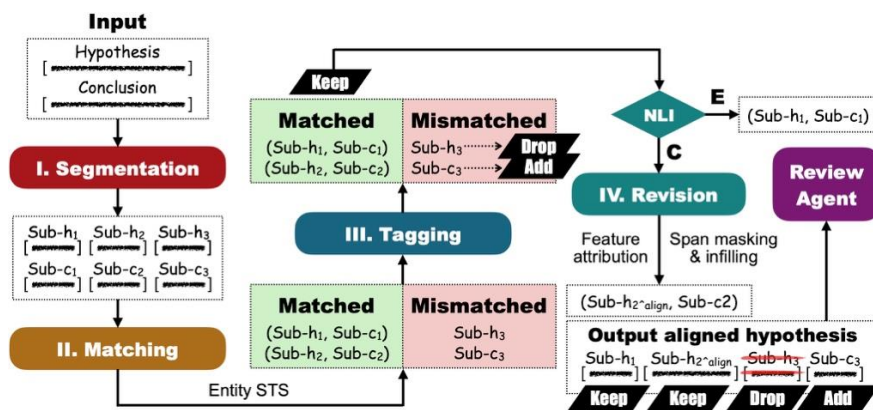 Input
Hypothesis
[ ]
Conclusion
[ ]
I. Segmentation
Sub-h₁ Sub-h₂ Sub-h₃
[ ] [ ] [ ]
Sub-c₁ Sub-c₂ Sub-c₃
[ ] [ ] [ ]
II. Matching
Entity STS
Matched
(Sub-h₁, Sub-c₁)
(Sub-h₂, Sub-c₂)
Mismatched
Sub-h₃
Sub-c₃
III. Tagging
Keep
Matched
(Sub-h₁, Sub-c₁)
(Sub-h₂, Sub-c₂)
Mismatched
Sub-h₃ Drop
Sub-c₃ Add
NLI
E
(Sub-h₁, Sub-c₁)
C
IV. Revision
Feature
attribution
Span masking
& infilling
(Sub-h₂^align, Sub-c2)
Output aligned hypothesis
Sub-h₁ Sub-h₂^align Sub-h₃ Sub-c₃
[ ] [ ] [ ] [ ]
Keep Keep Drop Add
Review
Agent